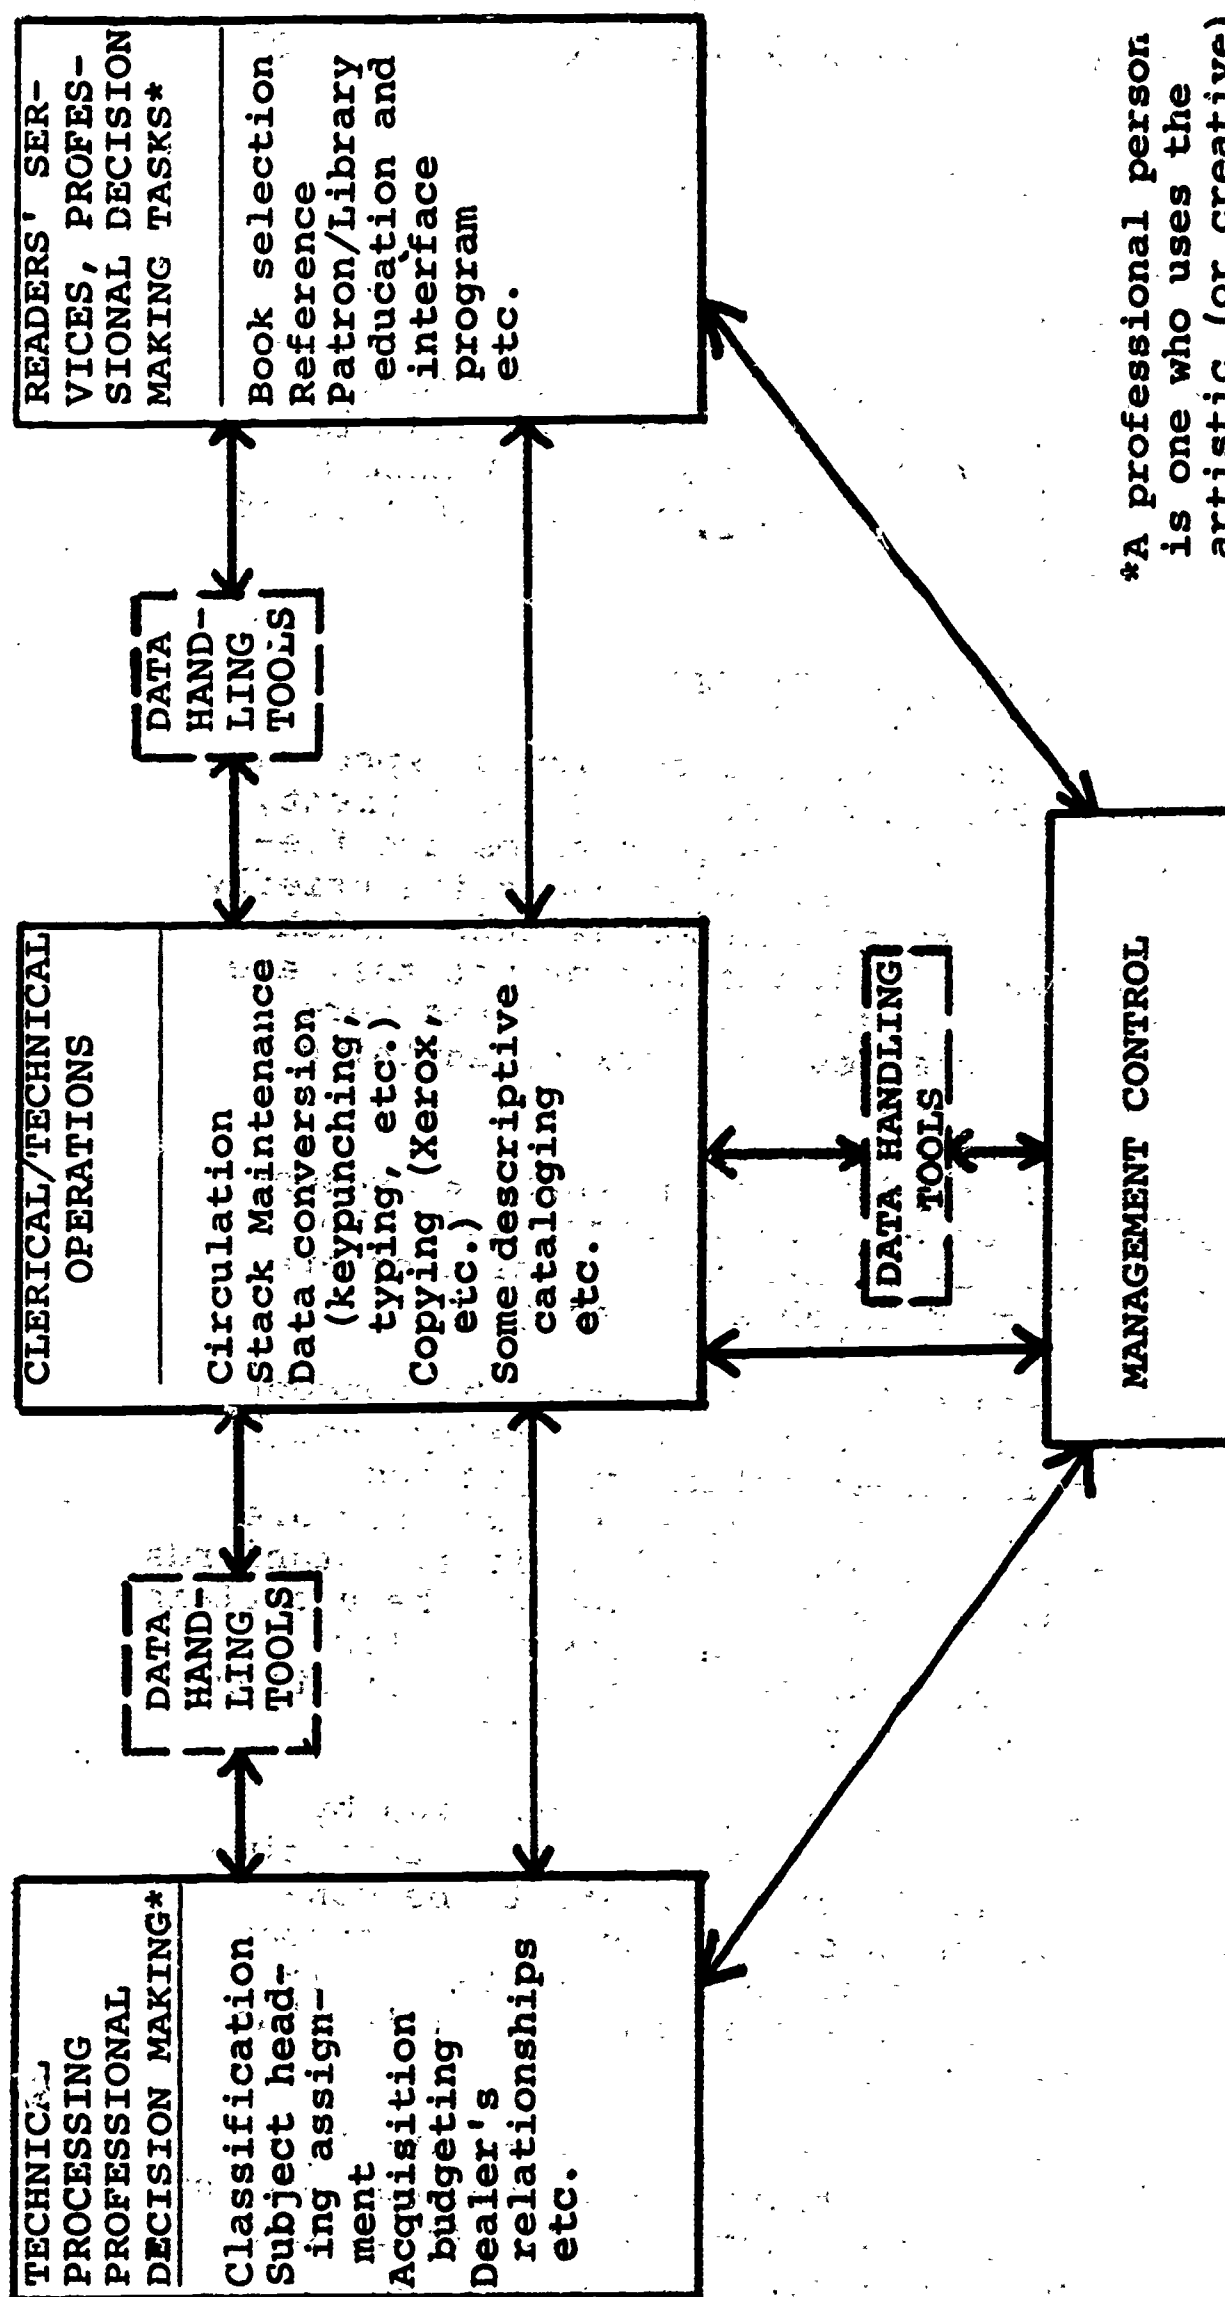 TECHNICAL
PROCESSING
PROFESSIONAL
DECISION MAKING*
Classification
Subject head-
ing assign-
ment
Acquisition
budgeting
Dealer's
relationships
etc.
DATA
HAND-
LING
TOOLS
CLERICAL/TECHNICAL
OPERATIONS
Circulation
Stack Maintenance
Data conversion
(keypunching,
typing, etc.)
Copying (Xerox,
etc.)
Some descriptive
cataloging
etc.
DATA
HAND-
LING
TOOLS
READERS' SER-
VICES, PROFES-
SIONAL DECISION
MAKING TASKS*
Book selection
Reference
Patron/Library
education and
interface
program
etc.
DATA HANDLING
TOOLS
MANAGEMENT CONTROL
*A professional person
is one who uses the
artistic (or creative)